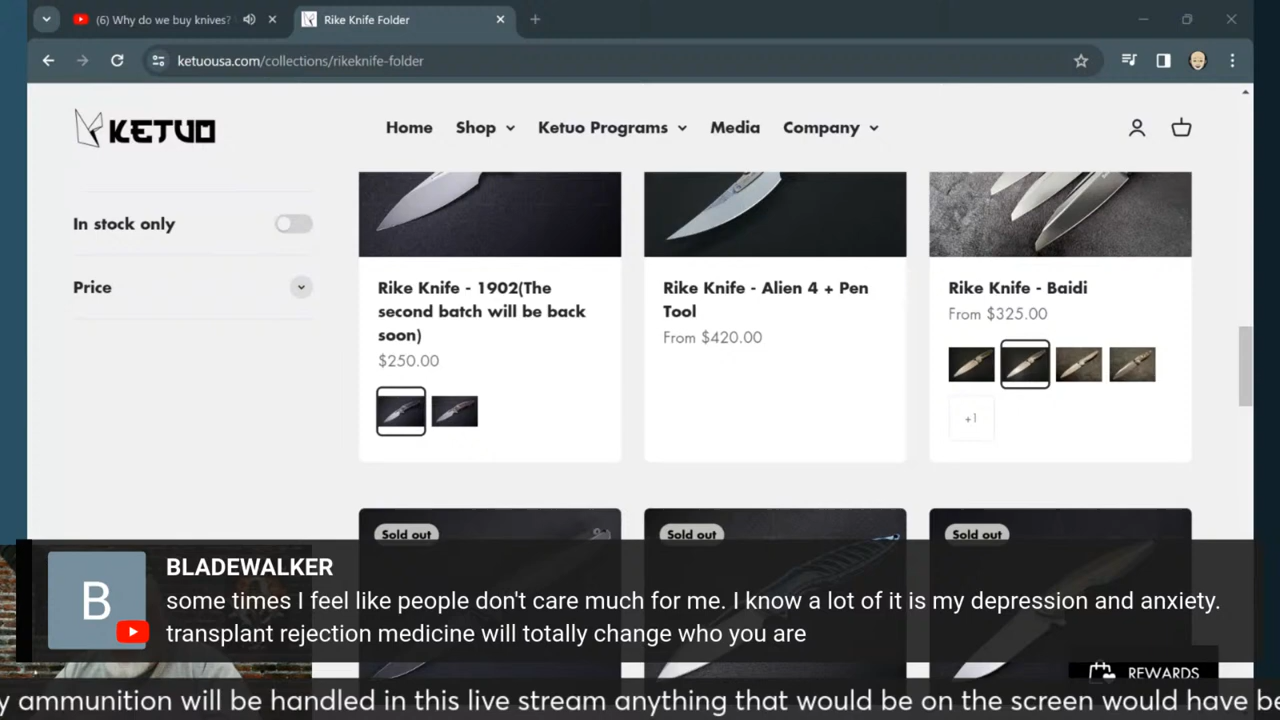 (6) Why do we buy knives?
Rike Knife Folder
ketuousa.com/collections/rikeknife-folder
KETUO
Home
Shop
Ketuo Programs
Media
Company
In stock only
Price
Rike Knife - 1902(The
second batch will be back
soon)
$250.00
Rike Knife - Alien 4 + Pen
Tool
From $420.00
Rike Knife - Baidi
From $325.00
+1
Sold out
Sold out
Sold out
B
BLADEWALKER
some times I feel like people don't care much for me. I know a lot of it is my depression and anxiety.
transplant rejection medicine will totally change who you are
REWARDS
y ammunition will be handled in this live stream anything that would be on the screen would have be